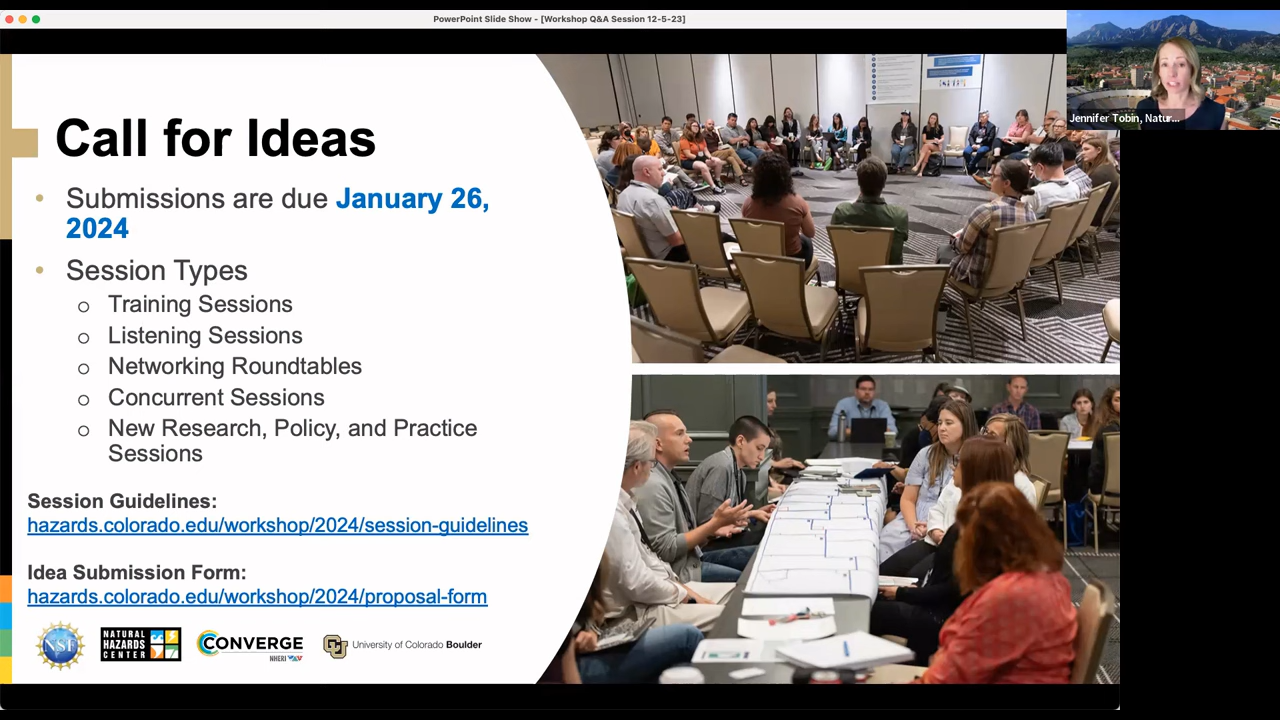 PowerPoint Slide Show - [Workshop Q&A Session 12-5-23]
Jennifer Tobin, Natur...
Call for Ideas
• Submissions are due January 26,
2024
• Session Types
o Training Sessions
o Listening Sessions
o Networking Roundtables
o Concurrent Sessions
o New Research, Policy, and Practice
Sessions
Session Guidelines:
hazards.colorado.edu/workshop/2024/session-guidelines
Idea Submission Form:
hazards.colorado.edu/workshop/2024/proposal-form
NSF
NATURAL
HAZARDS
CENTER
CONVERGE
NHERI
CU
University of Colorado Boulder